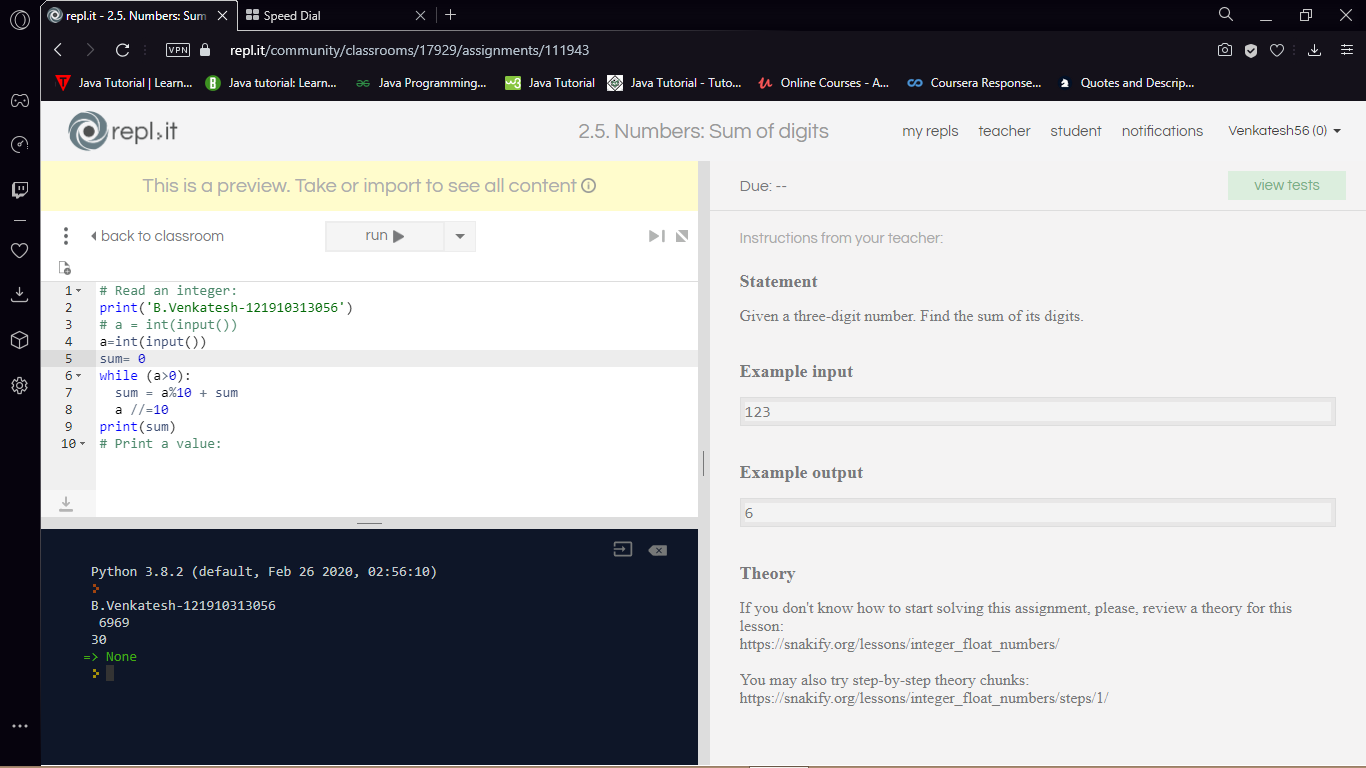 repl.it - 2.5. Numbers: Sum
Speed Dial
VPN
repl.it/community/classrooms/17929/assignments/111943
Java Tutorial | Learn...
Java tutorial: Learn...
Java Programming...
Java Tutorial
Java Tutorial - Tuto...
Online Courses - A...
Coursera Response...
Quotes and Descrip...
repl.it
2.5. Numbers: Sum of digits
my repls
teacher
student
notifications
Venkatesh56 (0)
This is a preview. Take or import to see all content
back to classroom
run
1 # Read an integer:
2 print('B.Venkatesh-121910313056')
3 # a = int(input())
4 a=int(input())
5 sum= 0
6 while (a>0):
7 sum = a%10 + sum
8 a //=10
9 print(sum)
10 # Print a value:
Python 3.8.2 (default, Feb 26 2020, 02:56:10)
B.Venkatesh-121910313056
6969
30
=> None
Due: --
view tests
Instructions from your teacher:
Statement
Given a three-digit number. Find the sum of its digits.
Example input
123
Example output
6
Theory
If you don't know how to start solving this assignment, please, review a theory for this
lesson:
https://snakify.org/lessons/integer_float_numbers/
You may also try step-by-step theory chunks:
https://snakify.org/lessons/integer_float_numbers/steps/1/